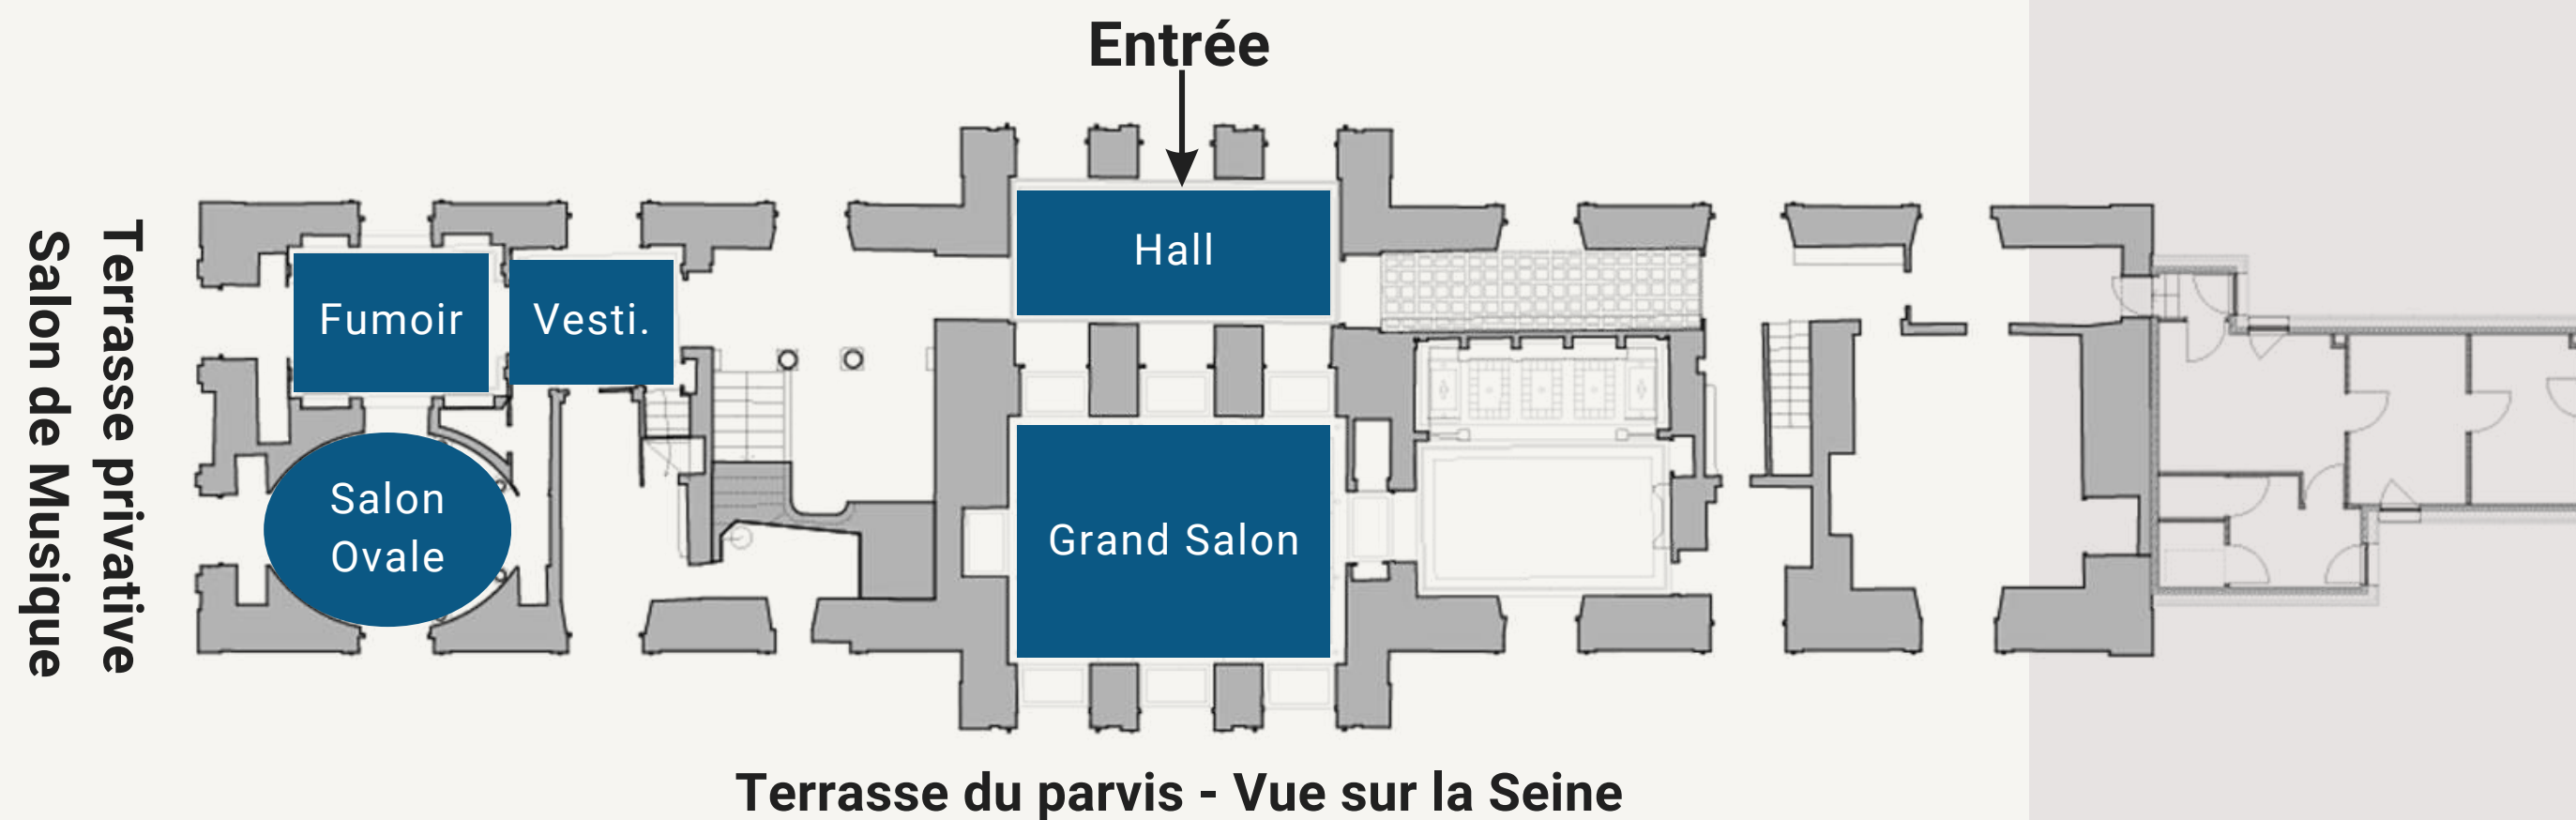 Entrée
Hall
Fumoir
Vesti.
Terrasse privative
Salon de Musique
Salon
Ovale
Grand Salon
Terrasse du parvis - Vue sur la Seine